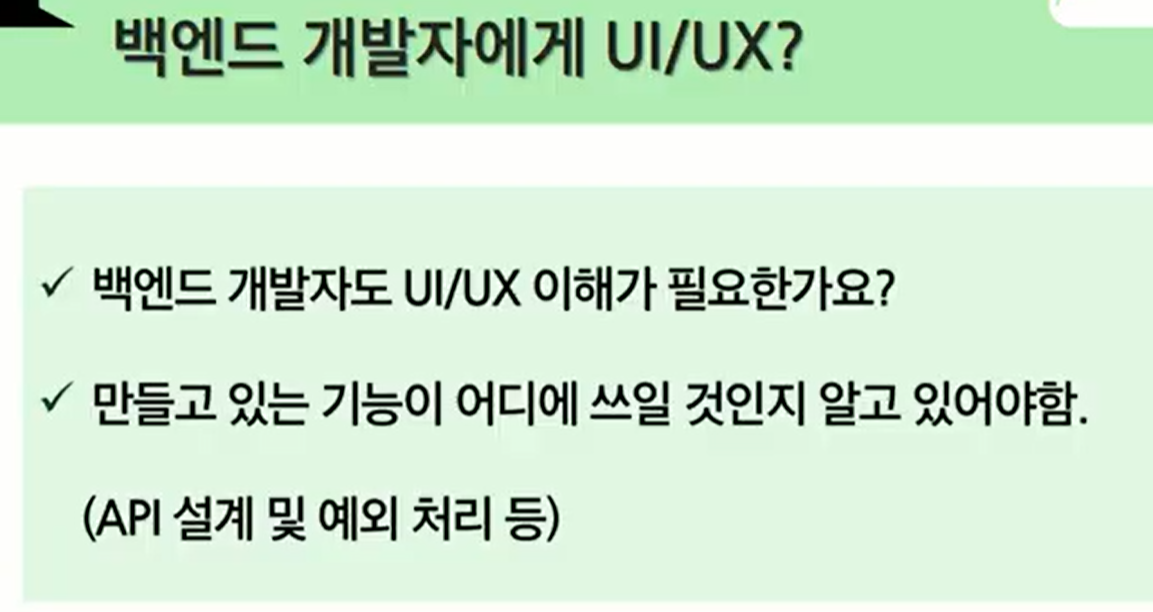 백엔드 개발자에게 UI/UX?
✓ 백엔드 개발자도 UI/UX 이해가 필요한가요?
✓ 만들고 있는 기능이 어디에 쓰일 것인지 알고 있어야함.
(API 설계 및 예외 처리 등)